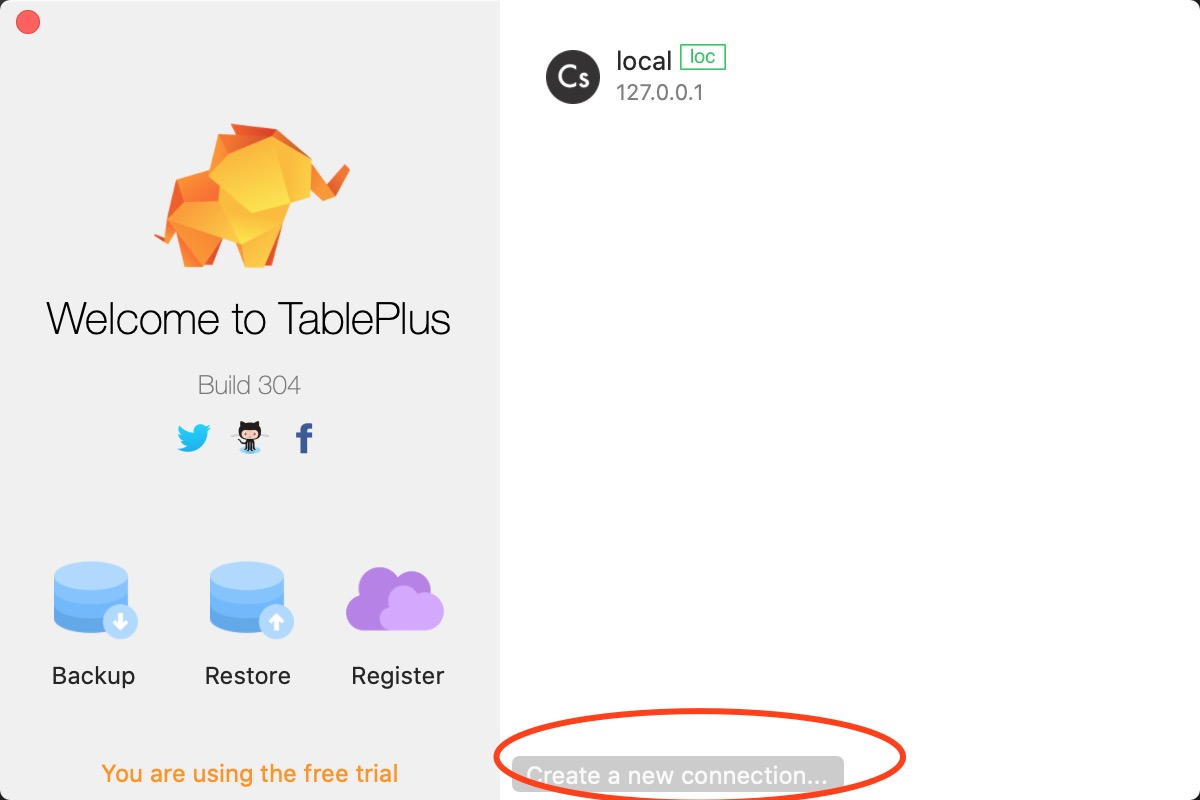 Welcome to TablePlus
Build 304
Backup
Restore
Register
You are using the free trial
Cs
local
loc
127.0.0.1
Create a new connection...